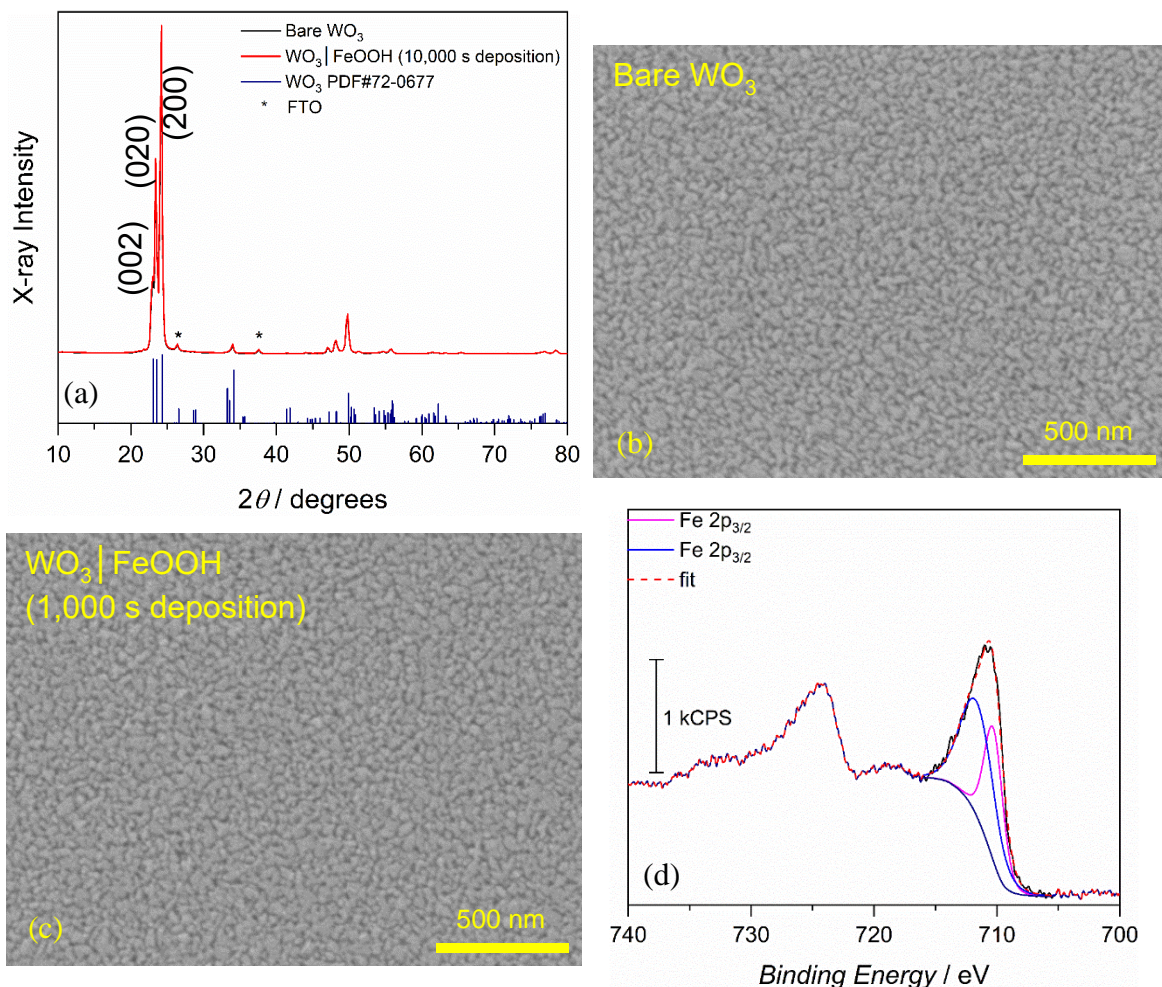 Bare WO₃
WO₃│FeOOH (10,000 s deposition)
WO₃ PDF#72-0677
* FTO
(002)
(020)
(200)
*
*
X-ray Intensity
(a)
10 20 30 40 50 60 70 80
2θ / degrees
Bare WO₃
(b)
500 nm
WO₃│FeOOH
(1,000 s deposition)
(c)
500 nm
Fe 2p₃/₂
Fe 2p₃/₂
fit
1 kCPS
(d)
740 730 720 710 700
Binding Energy / eV